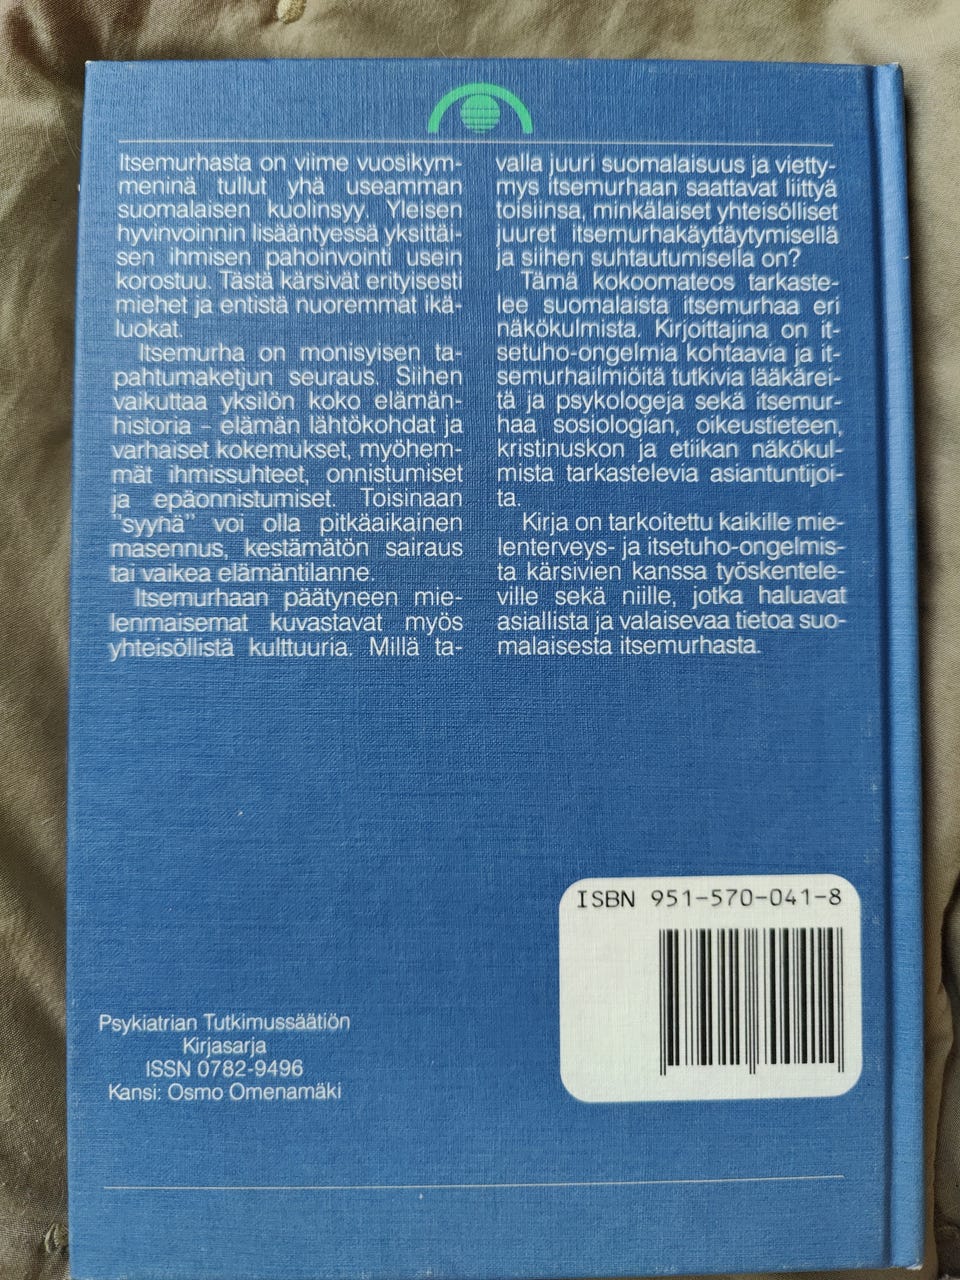 Itsemurhasta on viime vuosikym-
meninä tullut yhä useamman
suomalaisen kuolinsyy. Yleisen
hyvinvoinnin lisääntyessä yksittäi-
sen ihmisen pahoinvointi usein
korostuu. Tästä kärsivät erityisesti
miehet ja entistä nuoremmat ikä-
luokat.
Itsemurha on monisyisen ta-
pahtumaketjun seuraus. Siihen
vaikuttaa yksilön koko elämän-
historia – elämän lähtökohdat ja
varhaiset kokemukset, myöhem-
mät ihmissuhteet, onnistumiset
ja epäonnistumiset. Toisinaan
"syynä" voi olla pitkäaikainen
masennus, kestämätön sairaus
tai vaikea elämäntilanne.
Itsemurhaan päätyneen mie-
lenmaisemat kuvastavat myös
yhteisöllistä kulttuuria. Millä ta-
valla juuri suomalaisuus ja vietty-
mys itsemurhaan saattavat liittyä
toisiinsa, minkälaiset yhteisölliset
juuret itsemurhakäyttäytymisellä
ja siihen suhtautumisella on?
Tämä kokoomateos tarkaste-
lee suomalaista itsemurhaa eri
näkökulmista. Kirjoittajina on it-
setuho-ongelmia kohtaavia ja it-
semurhailmiöitä tutkivia lääkärei-
tä ja psykologeja sekä itsemur-
haa sosiologian, oikeustieteen,
kristinuskon ja etiikan näkökul-
mista tarkastelevia asiantuntijoi-
ta.
Kirja on tarkoitettu kaikille mie-
lenterveys- ja itsetuho-ongelmis-
ta kärsivien kanssa työskentele-
ville sekä niille, jotka haluavat
asiallista ja valaisevaa tietoa suo-
malaisesta itsemurhasta.
ISBN 951-570-041-8
Psykiatrian Tutkimussäätiön
Kirjasarja
ISSN 0782-9496
Kansi: Osmo Omenamäki